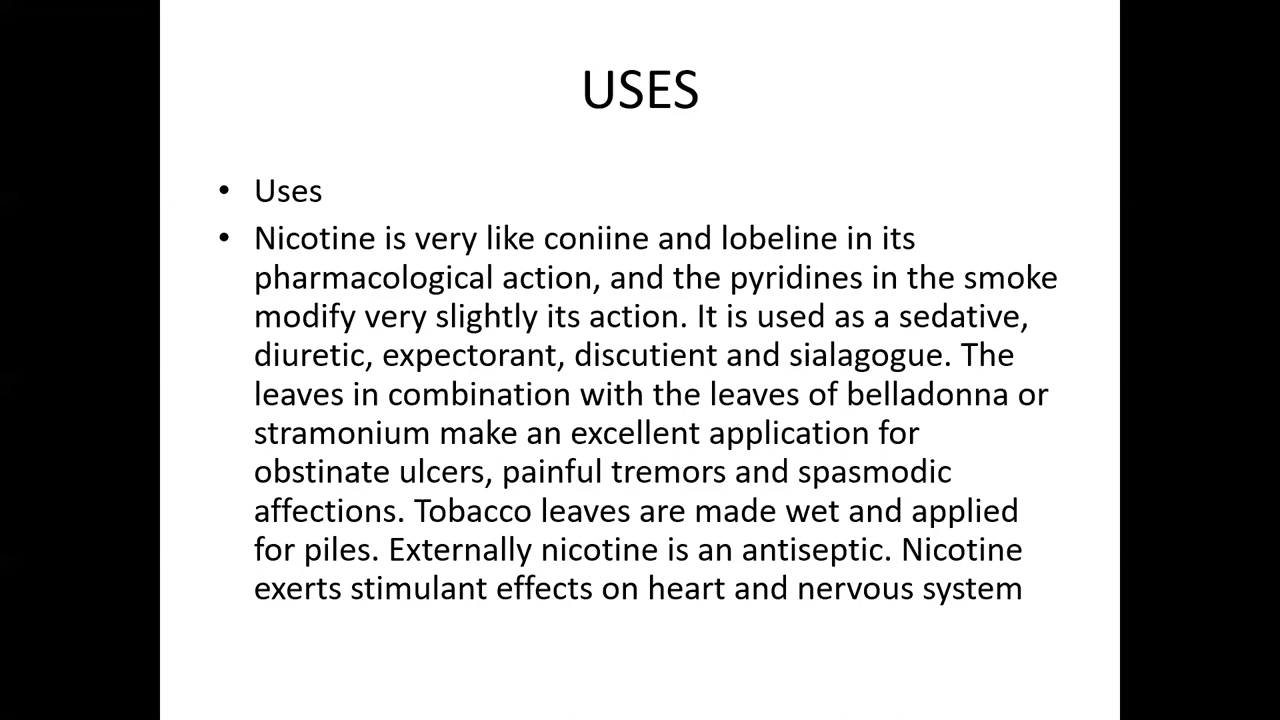 USES
• Uses
• Nicotine is very like coniine and lobeline in its
pharmacological action, and the pyridines in the smoke
modify very slightly its action. It is used as a sedative,
diuretic, expectorant, discutient and sialagogue. The
leaves in combination with the leaves of belladonna or
stramonium make an excellent application for
obstinate ulcers, painful tremors and spasmodic
affections. Tobacco leaves are made wet and applied
for piles. Externally nicotine is an antiseptic. Nicotine
exerts stimulant effects on heart and nervous system